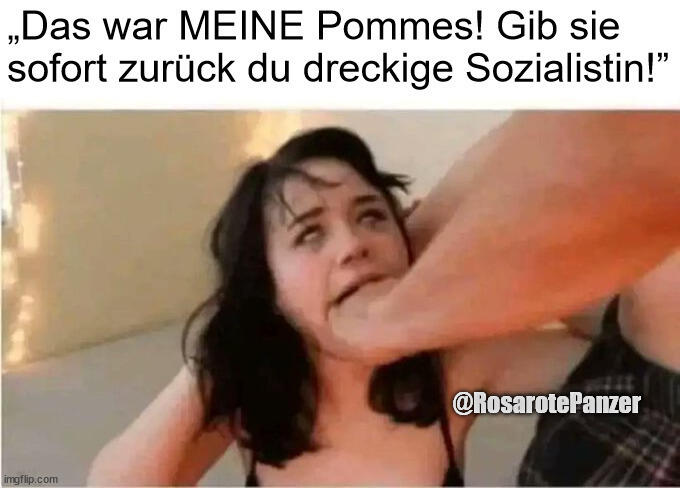 „Das war MEINE Pommes! Gib sie
sofort zurück du dreckige Sozialistin!”
@RosarotePanzer
imgflip.com